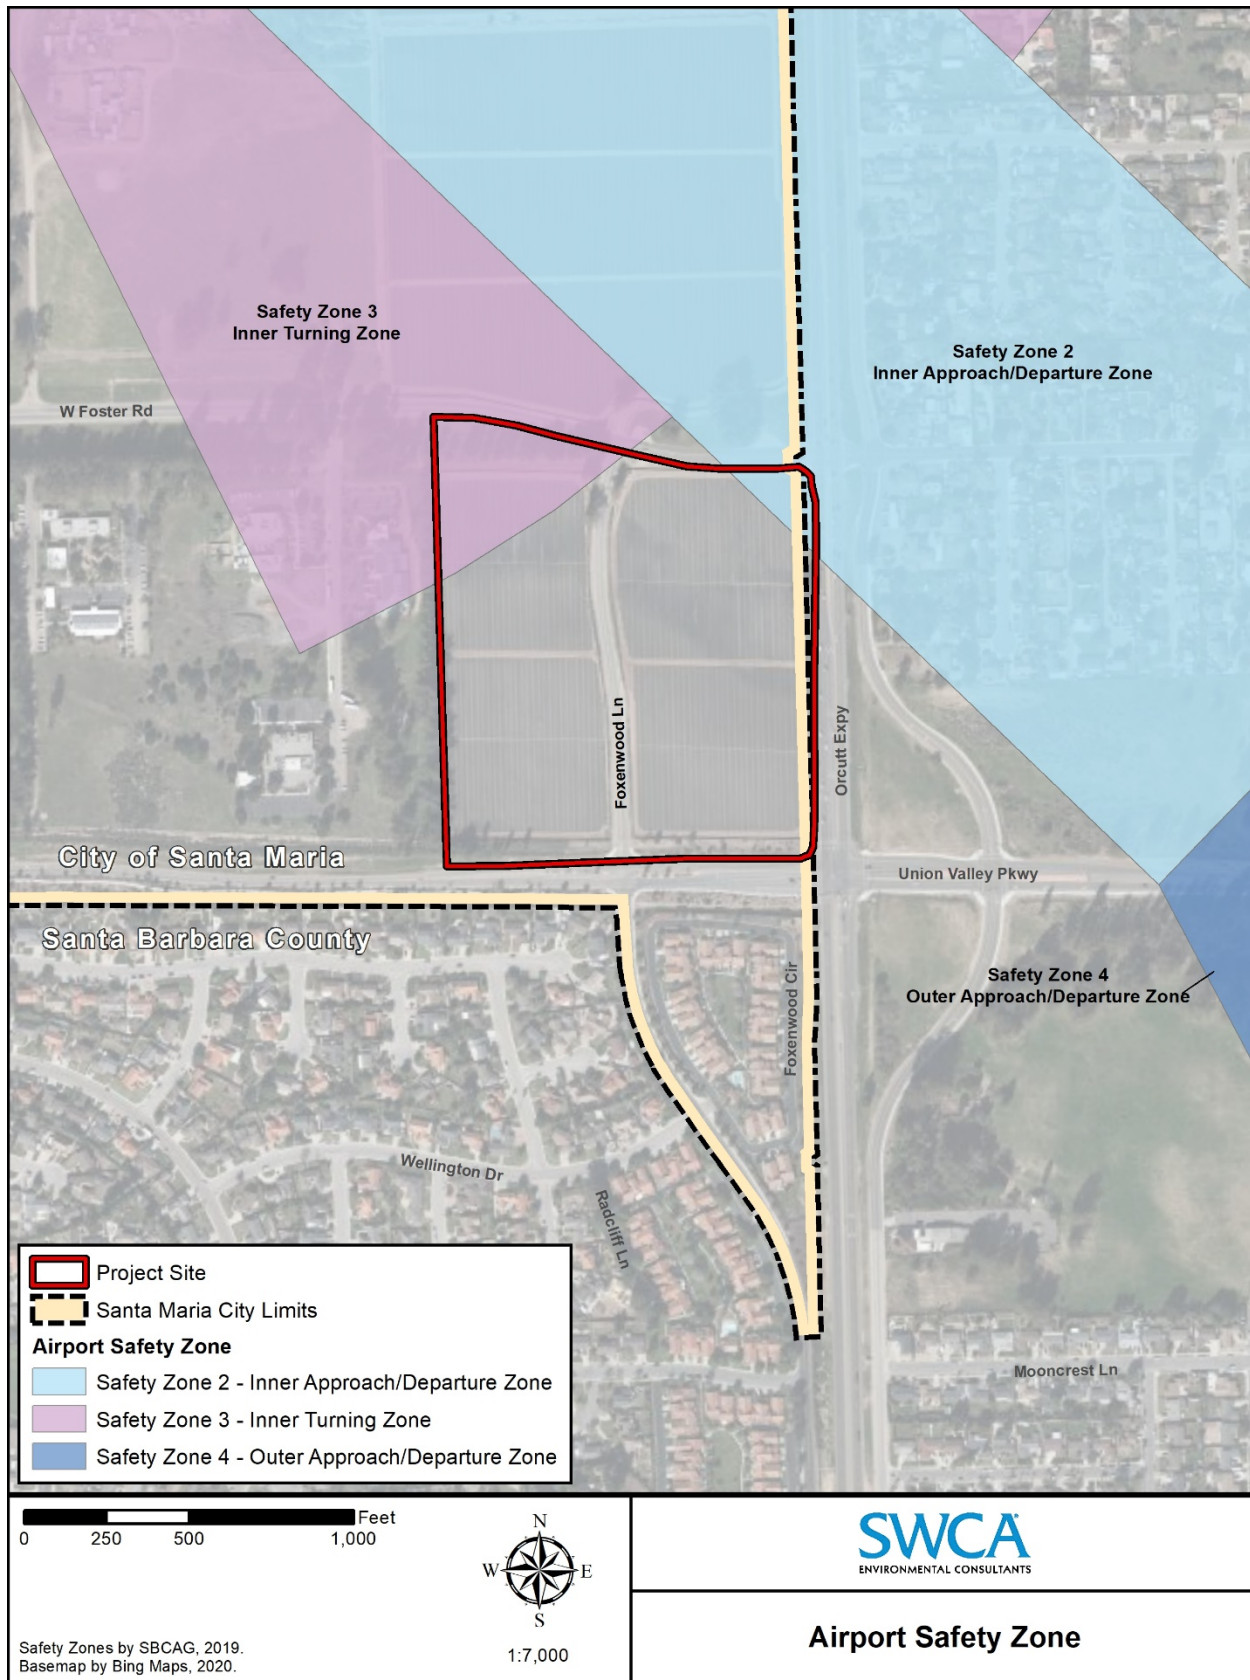 Safety Zone 3
Inner Turning Zone
Safety Zone 2
Inner Approach/Departure Zone
W Foster Rd
Foxenwood Ln
Orcutt Expy
City of Santa Maria
Union Valley Pkwy
Santa Barbara County
Safety Zone 4
Outer Approach/Departure Zone
Foxenwood Cir
Wellington Dr
Radcliff Ln
Mooncrest Ln
Project Site
Santa Maria City Limits
Airport Safety Zone
Safety Zone 2 - Inner Approach/Departure Zone
Safety Zone 3 - Inner Turning Zone
Safety Zone 4 - Outer Approach/Departure Zone
Feet
0 250 500 1,000
N
W E
S
1:7,000
Safety Zones by SBCAG, 2019.
Basemap by Bing Maps, 2020.
SWCA
ENVIRONMENTAL CONSULTANTS
Airport Safety Zone